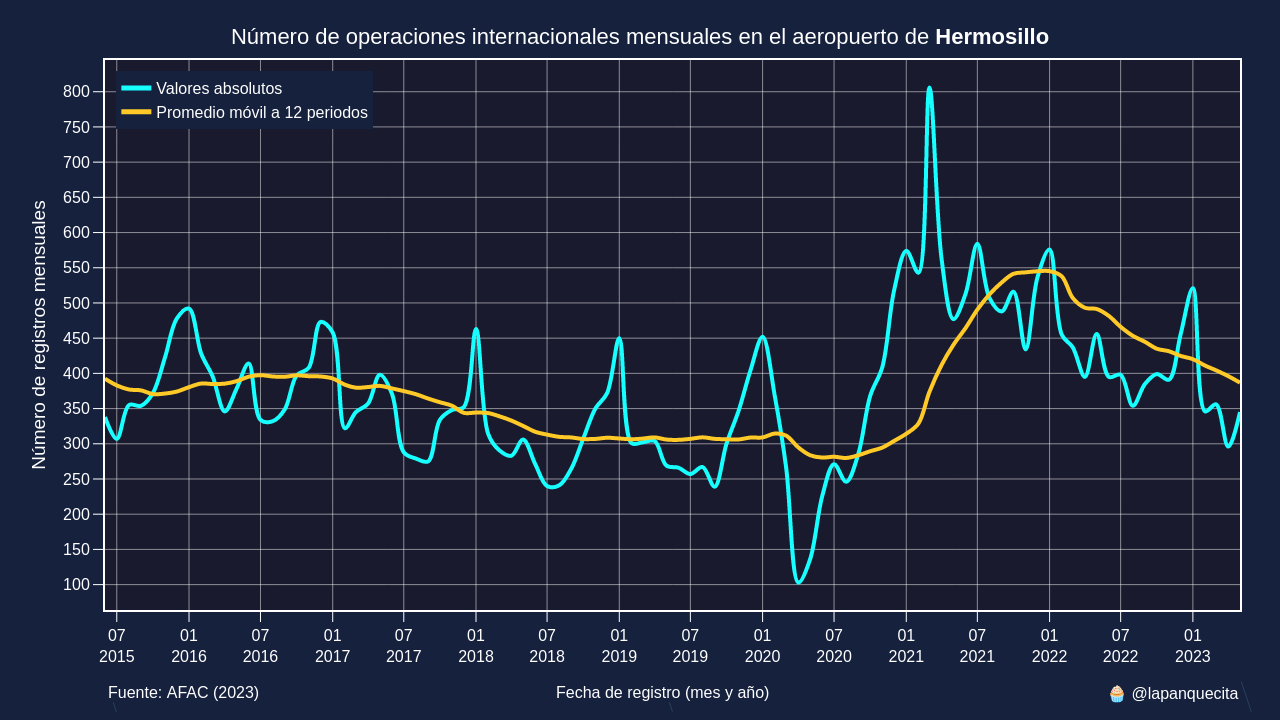 Número de operaciones internacionales mensuales en el aeropuerto de Hermosillo
Valores absolutos
Promedio móvil a 12 periodos
Número de registros mensuales
800
750
700
650
600
550
500
450
400
350
300
250
200
150
100
07 01 07 01 07 01 07 01 07 01 07 01 07 01 07 01
2015 2016 2016 2017 2017 2018 2018 2019 2019 2020 2020 2021 2021 2022 2022 2023
Fuente: AFAC (2023)
Fecha de registro (mes y año)
🧁 @lapanquecita